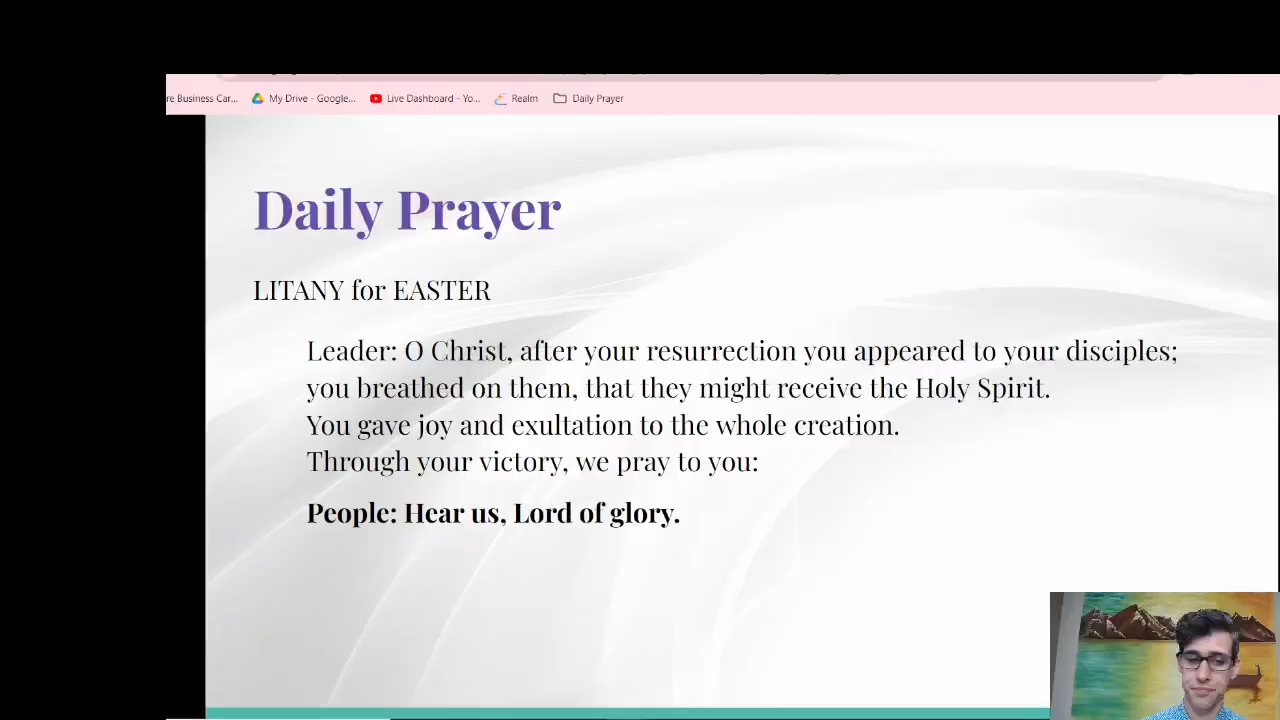 re Business Car... My Drive - Google... Live Dashboard - Yo... Realm Daily Prayer
Daily Prayer
LITANY for EASTER
Leader: O Christ, after your resurrection you appeared to your disciples;
you breathed on them, that they might receive the Holy Spirit.
You gave joy and exultation to the whole creation.
Through your victory, we pray to you:
People: Hear us, Lord of glory.